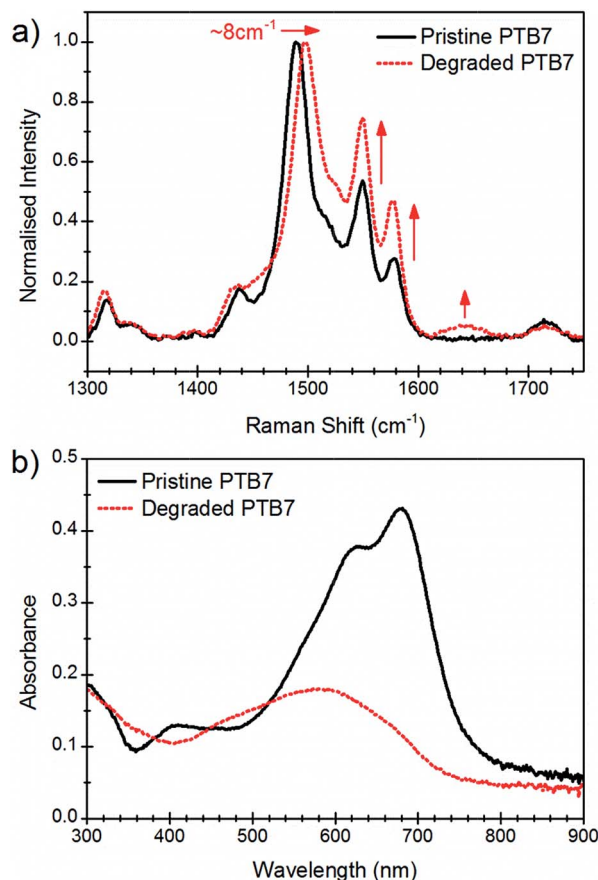 a)
~8cm⁻¹
Pristine PTB7
Degraded PTB7
Normalised Intensity
1.0
0.8
0.6
0.4
0.2
0.0
1300
1400
1500
1600
1700
Raman Shift (cm⁻¹)
b)
Pristine PTB7
Degraded PTB7
Absorbance
0.5
0.4
0.3
0.2
0.1
0.0
300
400
500
600
700
800
900
Wavelength (nm)